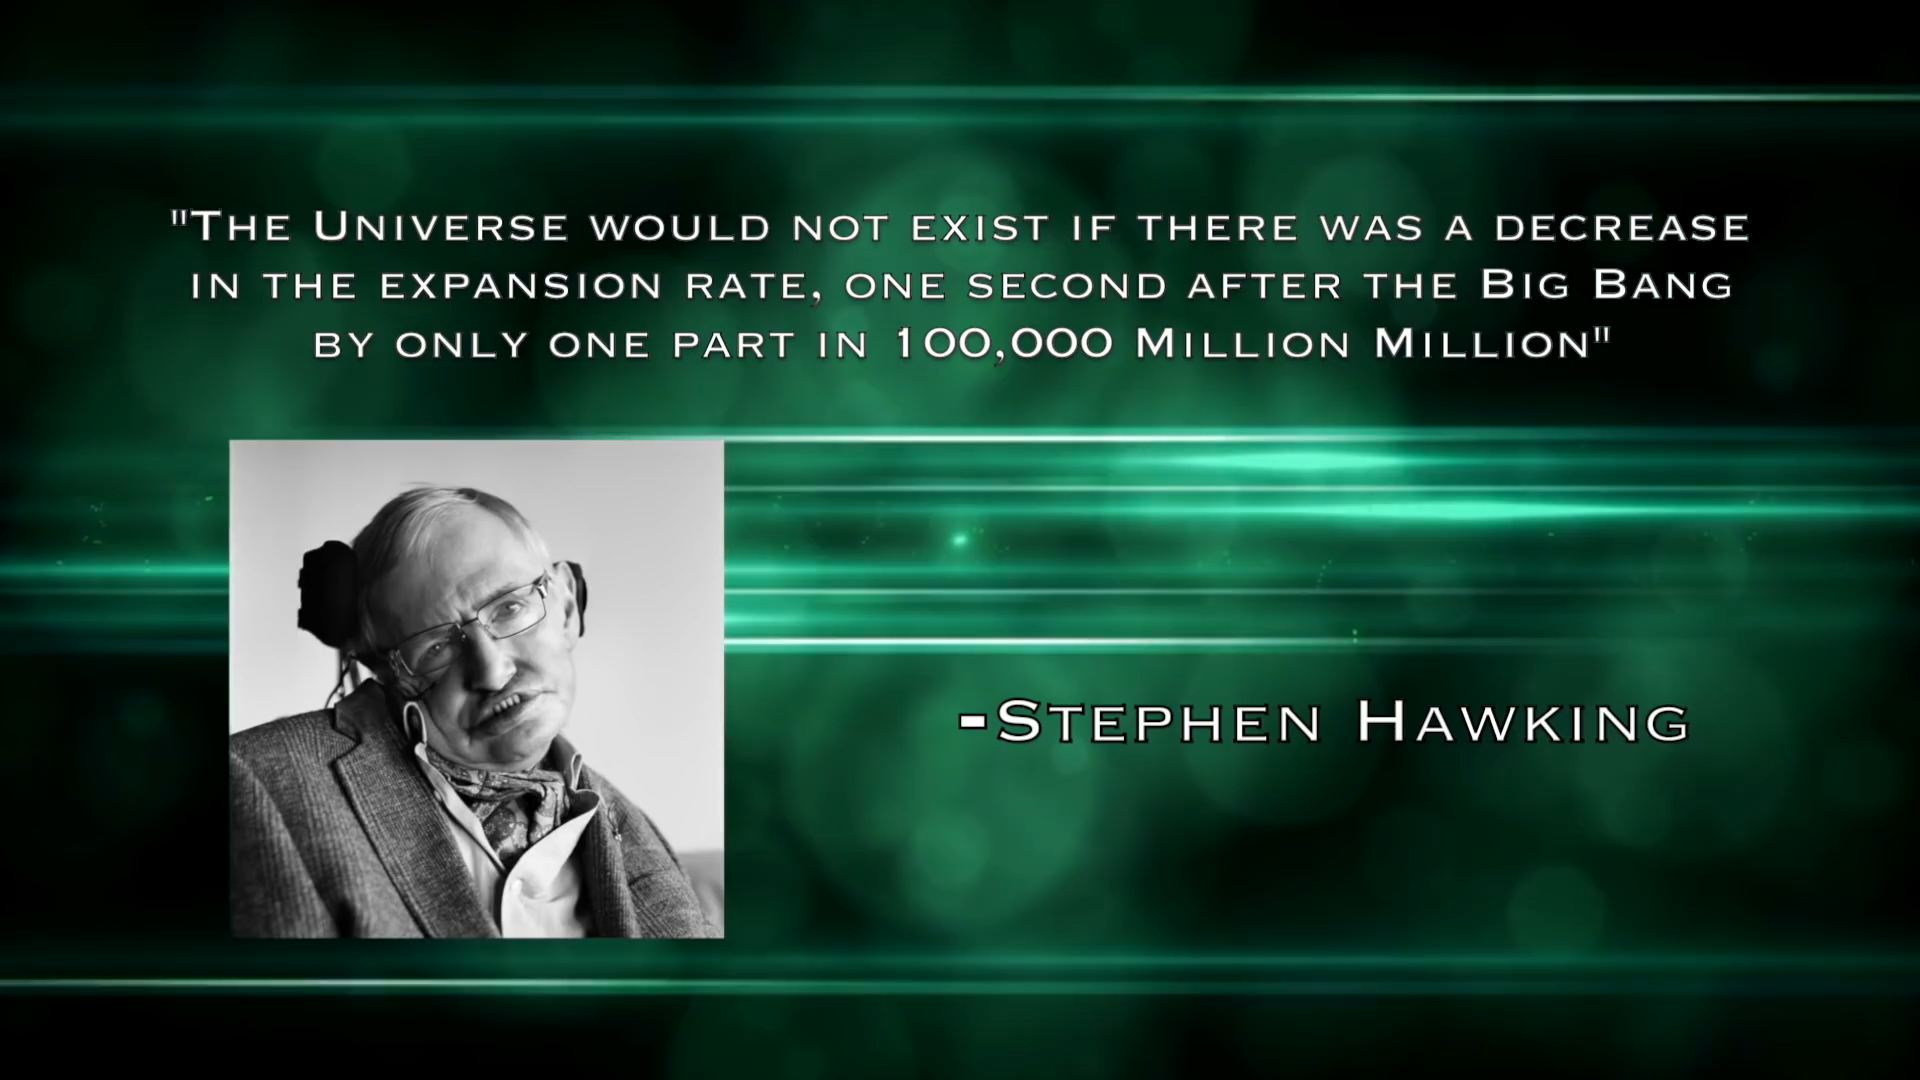 "The Universe would not exist if there was a decrease
in the expansion rate, one second after the Big Bang
by only one part in 100,000 Million Million"
-Stephen Hawking